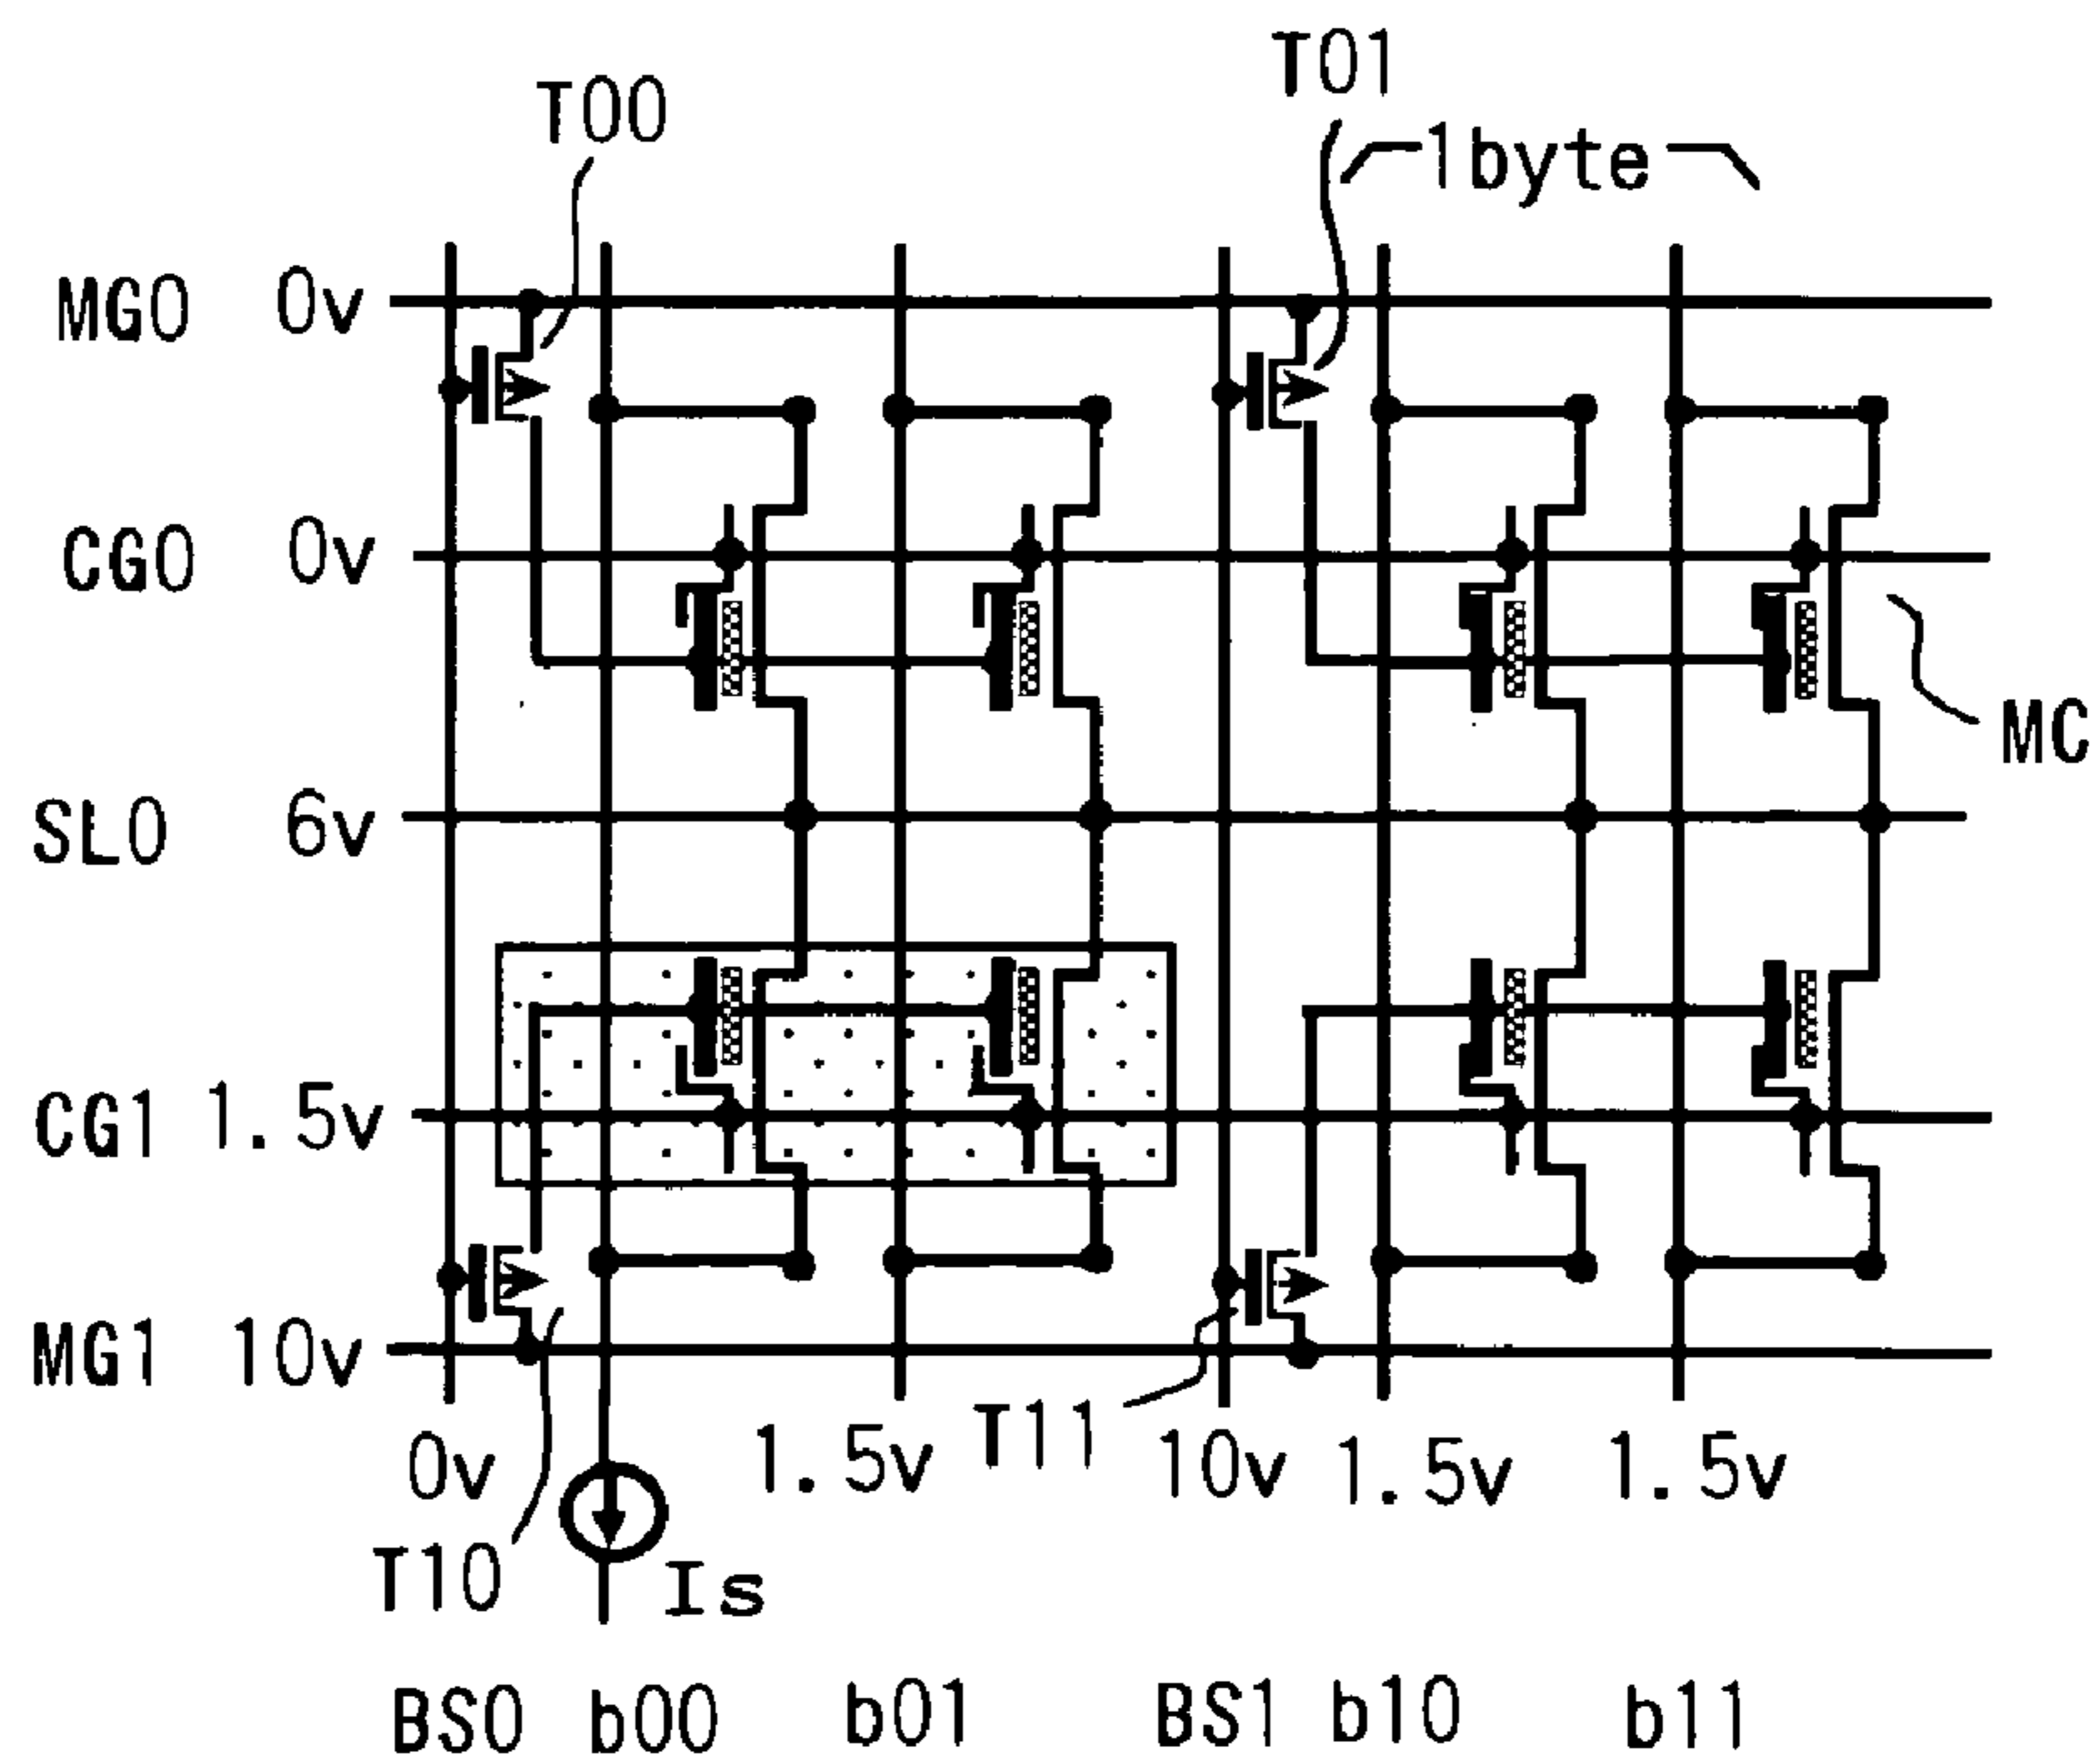 T00
T01
1byte
MG0 0v
CG0 0v
MC
SL0 6v
CG1 1.5v
MG1 10v
0v 1.5v T11 10v 1.5v 1.5v
T10 Is
BS0 b00 b01 BS1 b10 b11